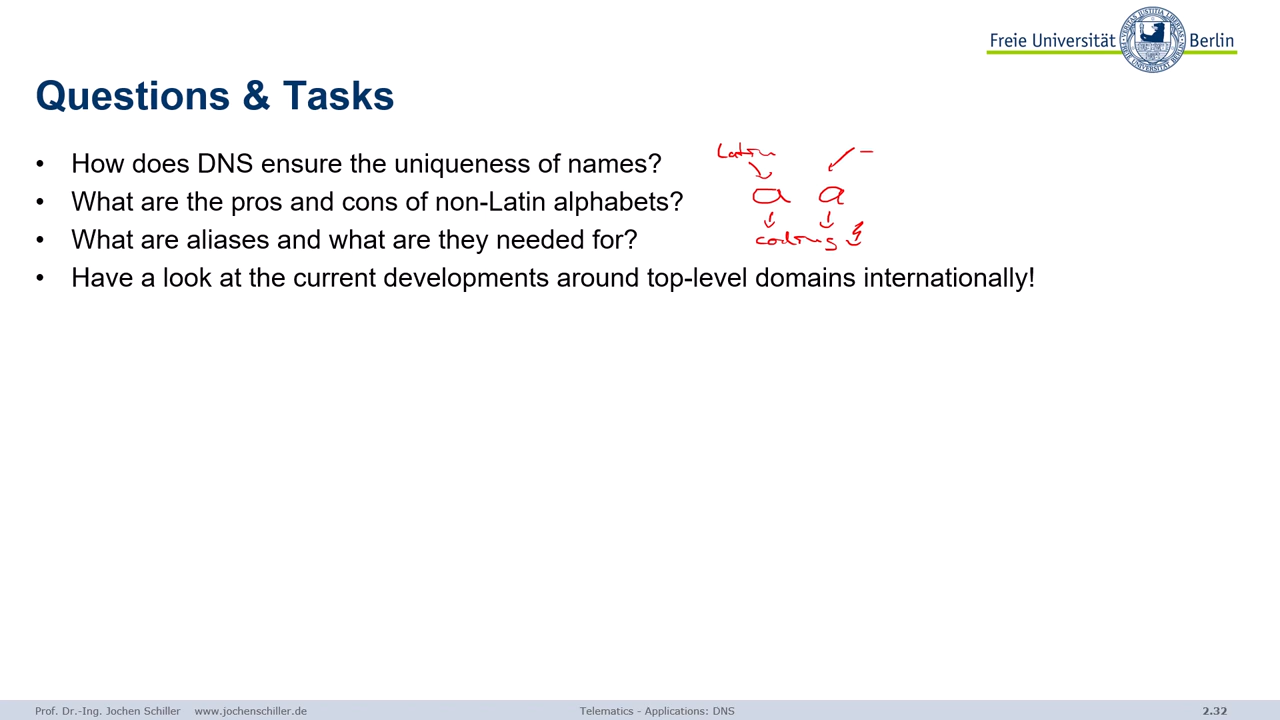 Freie Universität Berlin
Questions & Tasks
• How does DNS ensure the uniqueness of names?
• What are the pros and cons of non-Latin alphabets?
• What are aliases and what are they needed for?
• Have a look at the current developments around top-level domains internationally!
Latin
a a
coding
Prof. Dr.-Ing. Jochen Schiller www.jochenschiller.de Telematics - Applications: DNS 2.32